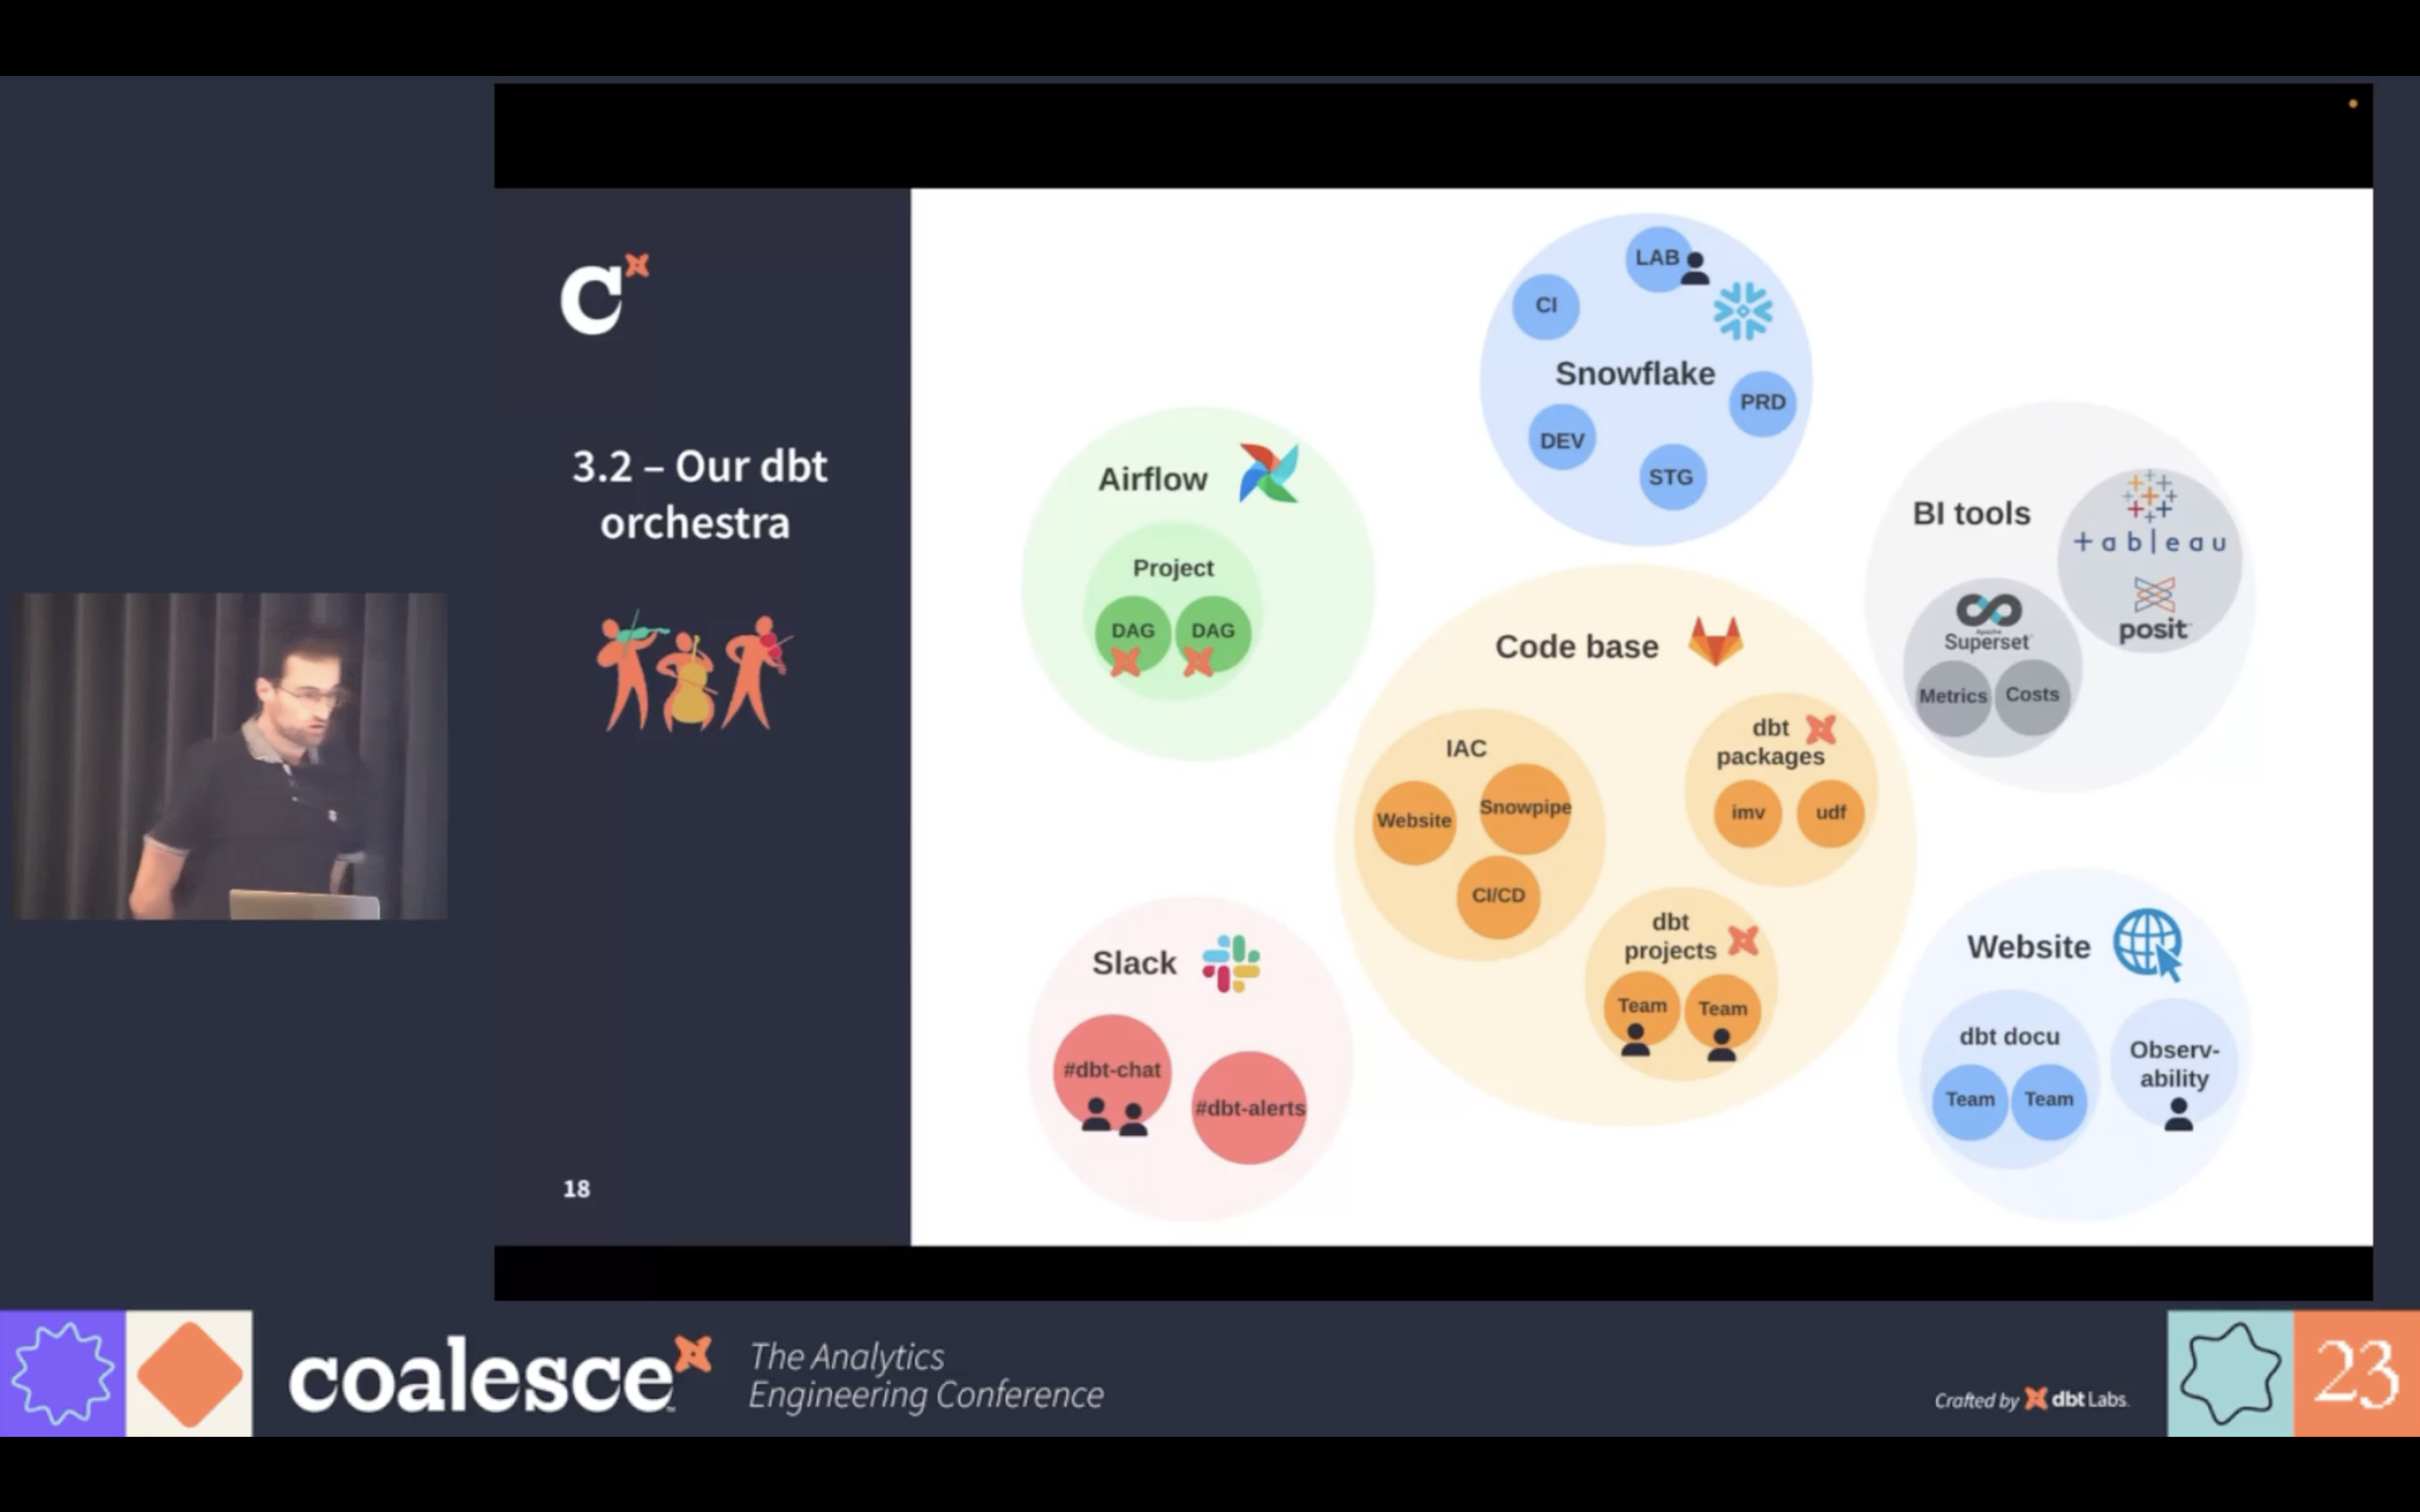 C
3.2 – Our dbt
orchestra
18
LAB
CI
Snowflake
PRD
DEV
STG
Airflow
Project
DAG
DAG
BI tools
+ableau
posit
Apache
Superset
Metrics
Costs
Code base
IAC
Website
Snowpipe
CI/CD
dbt
packages
imv
udf
dbt
projects
Team
Team
Slack
#dbt-chat
#dbt-alerts
Website
dbt docu
Team
Team
Observ-
ability
coalesce
The Analytics
Engineering Conference
Crafted by dbt Labs.
23